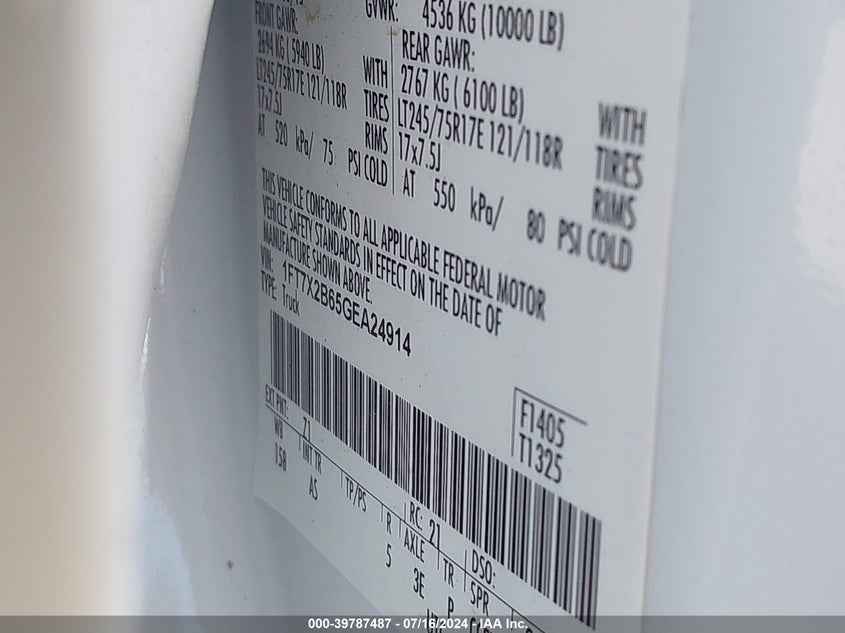 GVWR: 4536 KG (10000 LB)
FRONT GAWR:
2694 KG ( 5940 LB)
WITH
LT245/75R17E 121/118R
TIRES
17x7.5J
RIMS
AT 520 kPa/ 75 PSI COLD
REAR GAWR:
2767 KG ( 6100 LB)
WITH
LT245/75R17E 121/118R
TIRES
17x7.5J
RIMS
AT 550 kPa/ 80 PSI COLD
THIS VEHICLE CONFORMS TO ALL APPLICABLE FEDERAL MOTOR
VEHICLE SAFETY STANDARDS IN EFFECT ON THE DATE OF
MANUFACTURE SHOWN ABOVE.
VIN: 1FT7X2B65GEA24914
TYPE: Truck
F1405
T1325
EXT PNT: Z1 RC: 21 DSO:
WB INT TR TP/PS R AXLE TR SPR
158 A5 5 3E P
000-39787487 - 07/16/2024 - IAA Inc.